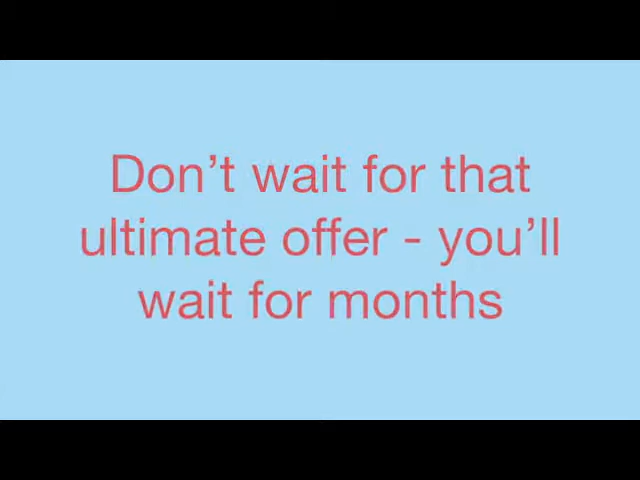 Don’t wait for that
ultimate offer - you’ll
wait for months